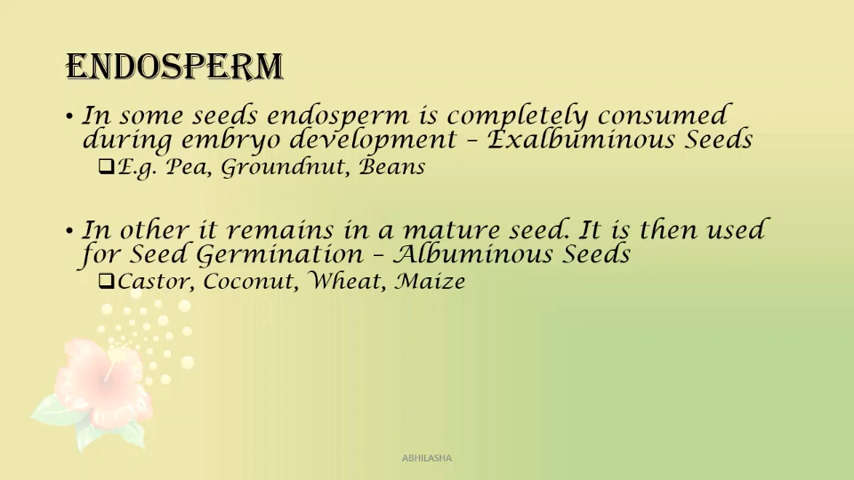 ENDOSPERM
• In some seeds endosperm is completely consumed
during embryo development – Exalbuminous Seeds
❑E.g. Pea, Groundnut, Beans
• In other it remains in a mature seed. It is then used
for Seed Germination – Albuminous Seeds
❑Castor, Coconut, Wheat, Maize
ABHILASHA